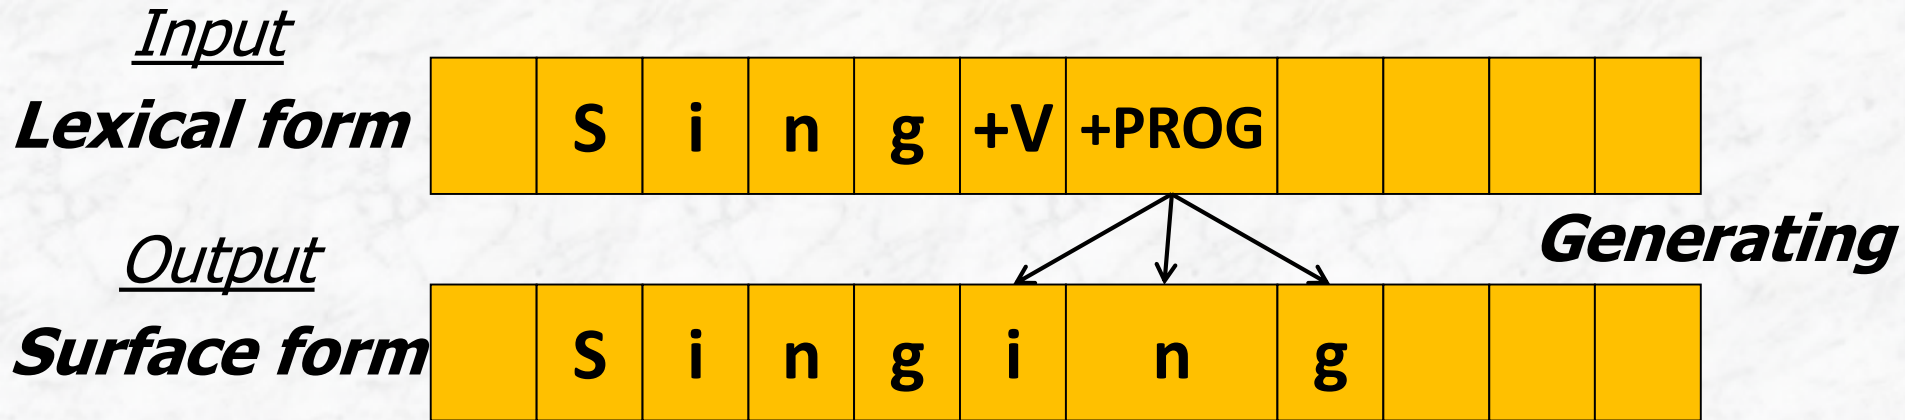 Input
Lexical form S i n g +V +PROG
Generating
Output
Surface form S i n g i n g